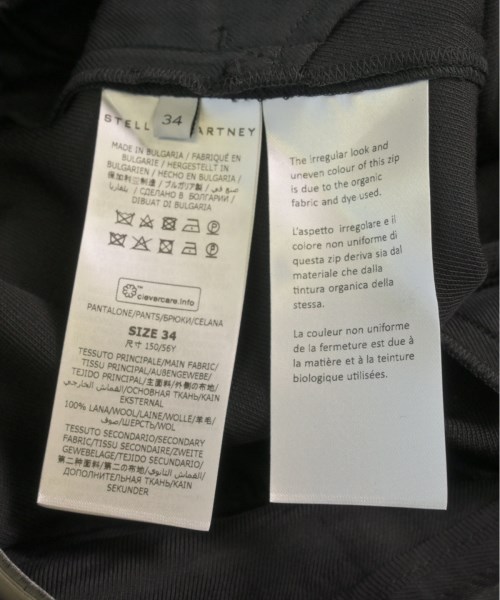 34
STELL ARTNEY
MADE IN BULGARIA / FABRIQUÉ EN
BULGARIE / HERGESTELLT IN
BULGARIEN / HECHO EN BULGARIA /
保加利亚制造 / ブルガリア製 / صنع في
بلغاريا / СДЕЛАНО В БОЛГАРИИ /
DIBUAT DI BULGARIA
clevercare.info
PANTALONE/PANTS/БРЮКИ/CELANA
SIZE 34
尺寸 150/56Y
TESSUTO PRINCIPALE/MAIN FABRIC/
TISSU PRINCIPAL/AUßENGEWEBE/
TEJIDO PRINCIPAL/主面料/外側の布地/
القماش الخارجي/ОСНОВНАЯ ТКАНЬ/KAIN
EKSTERNAL
100% LANA/WOOL/LAINE/WOLLE/羊毛/
صوف/ШЕРСТЬ/WOL
TESSUTO SECONDARIO/SECONDARY
FABRIC/TISSU SECONDAIRE/ZWEITE
GEWEBELAGE/TEJIDO SECUNDARIO/
第二种面料/第二の布地/القماش الثانوي/
ДОПОЛНИТЕЛЬНАЯ ТКАНЬ/KAIN
SEKUNDER
The irregular look and
uneven colour of this zip
is due to the organic
fabric and dye used.
L'aspetto irregolare e il
colore non uniforme di
questa zip deriva sia dal
materiale che dalla
tintura organica della
stessa.
La couleur non uniforme
de la fermeture est due à
la matière et à la teinture
biologique utilisées.